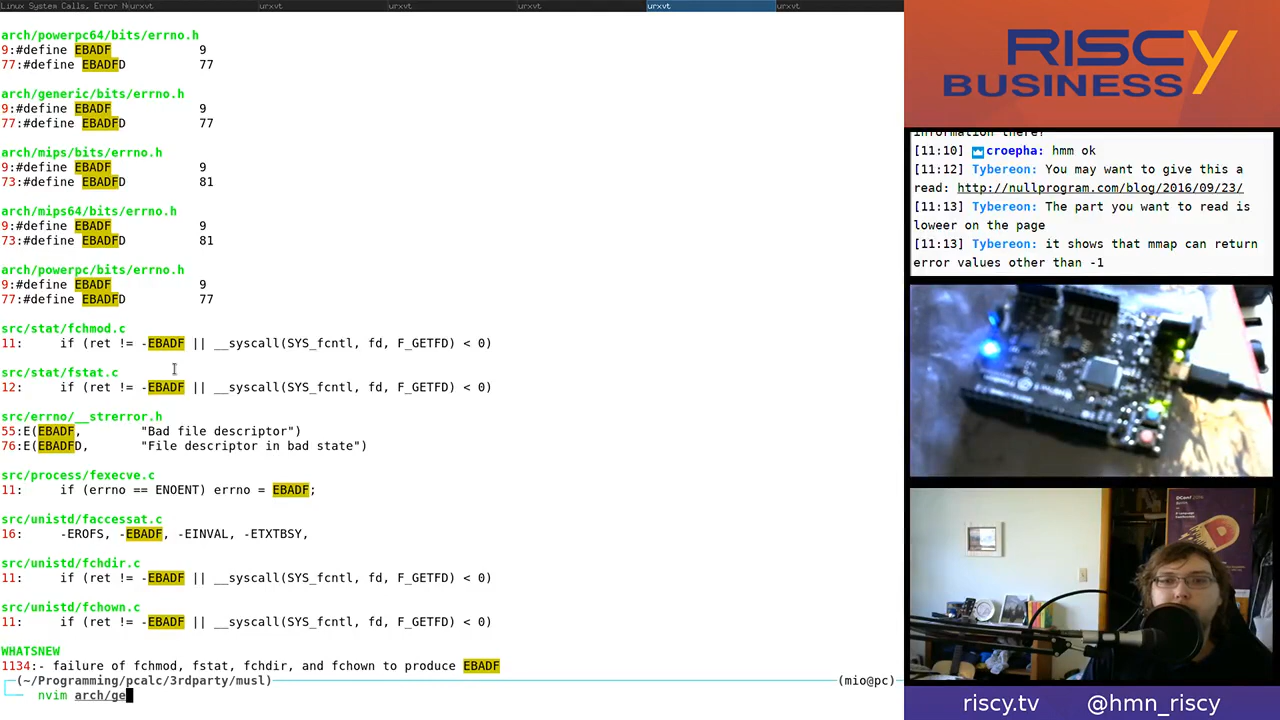 Linux System Calls, Error N
urxvt
urxvt
urxvt
urxvt
urxvt
urxvt
arch/powerpc64/bits/errno.h
9:#define EBADF 9
77:#define EBADFD 77
arch/generic/bits/errno.h
9:#define EBADF 9
77:#define EBADFD 77
arch/mips/bits/errno.h
9:#define EBADF 9
73:#define EBADFD 81
arch/mips64/bits/errno.h
9:#define EBADF 9
73:#define EBADFD 81
arch/powerpc/bits/errno.h
9:#define EBADF 9
77:#define EBADFD 77
src/stat/fchmod.c
11: if (ret != -EBADF || __syscall(SYS_fcntl, fd, F_GETFD) < 0)
src/stat/fstat.c
12: if (ret != -EBADF || __syscall(SYS_fcntl, fd, F_GETFD) < 0)
src/errno/__strerror.h
55:E(EBADF, "Bad file descriptor")
76:E(EBADFD, "File descriptor in bad state")
src/process/fexecve.c
11: if (errno == ENOENT) errno = EBADF;
src/unistd/faccessat.c
16: -EROFS, -EBADF, -EINVAL, -ETXTBSY,
src/unistd/fchdir.c
11: if (ret != -EBADF || __syscall(SYS_fcntl, fd, F_GETFD) < 0)
src/unistd/fchown.c
11: if (ret != -EBADF || __syscall(SYS_fcntl, fd, F_GETFD) < 0)
WHATSNEW
1134:- failure of fchmod, fstat, fchdir, and fchown to produce EBADF
(~/Programming/pcalc/3rdparty/musl) (mio@pc)
nvim arch/ge
RISCY
BUSINESS
information there?
[11:10] croepha: hmm ok
[11:12] Tybereon: You may want to give this a
read: http://nullprogram.com/blog/2016/09/23/
[11:13] Tybereon: The part you want to read is
loweer on the page
[11:13] Tybereon: it shows that mmap can return
error values other than -1
riscy.tv @hmn_riscy